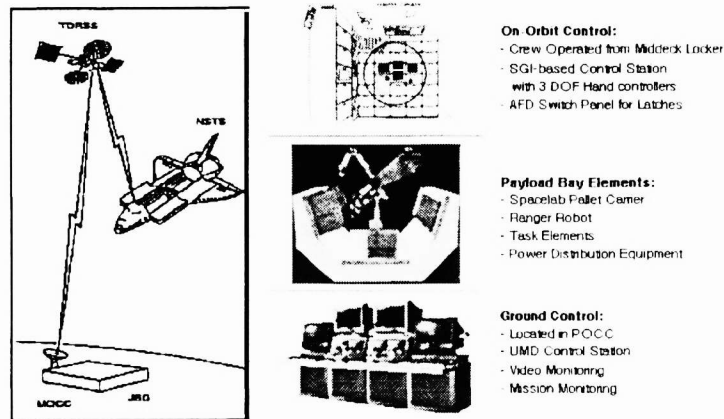 TDRSS
NSTS
MOCC
JSC
On-Orbit Control:
- Crew Operated from Middeck Locker
- SGI-based Control Station
with 3 DOF Hand controllers
- AFD Switch Panel for Latches
Payload Bay Elements:
- Spacelab Pallet Carrier
- Ranger Robot
- Task Elements
- Power Distribution Equipment
Ground Control:
- Located in POCC
- UMD Control Station
- Video Monitoring
- Mission Monitoring